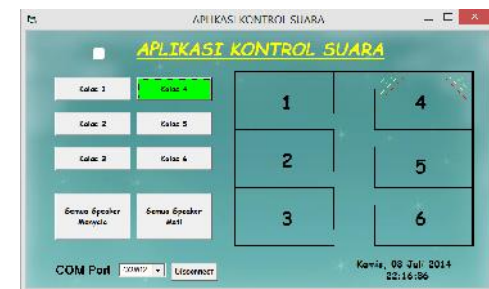 APLIKASI KONTROL SUARA
APLIKASI KONTROL SUARA
Kelas 1
Kelas 4
Kelas 2
Kelas 5
Kelas 3
Kelas 6
Semua Speaker
Menyala
Semua Speaker
Mati
1
2
3
4
5
6
COM Port
COM12
Disconnect
Kamis, 03 Juli 2014
22:16:36